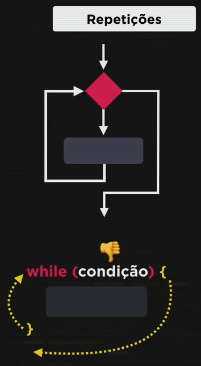 Repetições
while (condição) {
}